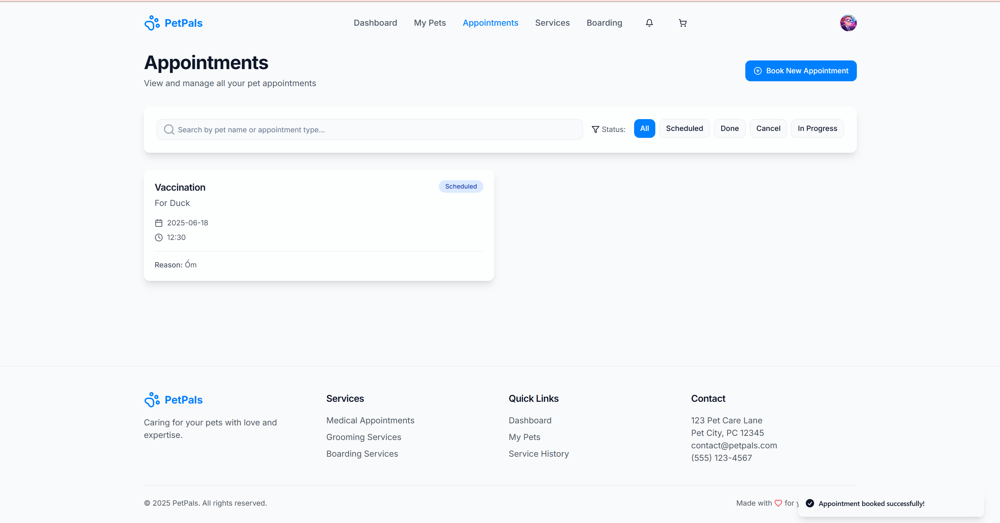 PetPals
Dashboard My Pets Appointments Services Boarding
Appointments
View and manage all your pet appointments
Book New Appointment
Search by pet name or appointment type...
Status: All Scheduled Done Cancel In Progress
Vaccination
Scheduled
For Duck
2025-06-18
12:30
Reason: Ốm
PetPals
Caring for your pets with love and
expertise.
Services
Medical Appointments
Grooming Services
Boarding Services
Quick Links
Dashboard
My Pets
Service History
Contact
123 Pet Care Lane
Pet City, PC 12345
contact@petpals.com
(555) 123-4567
© 2025 PetPals. All rights reserved.
Made with for
Appointment booked successfully!